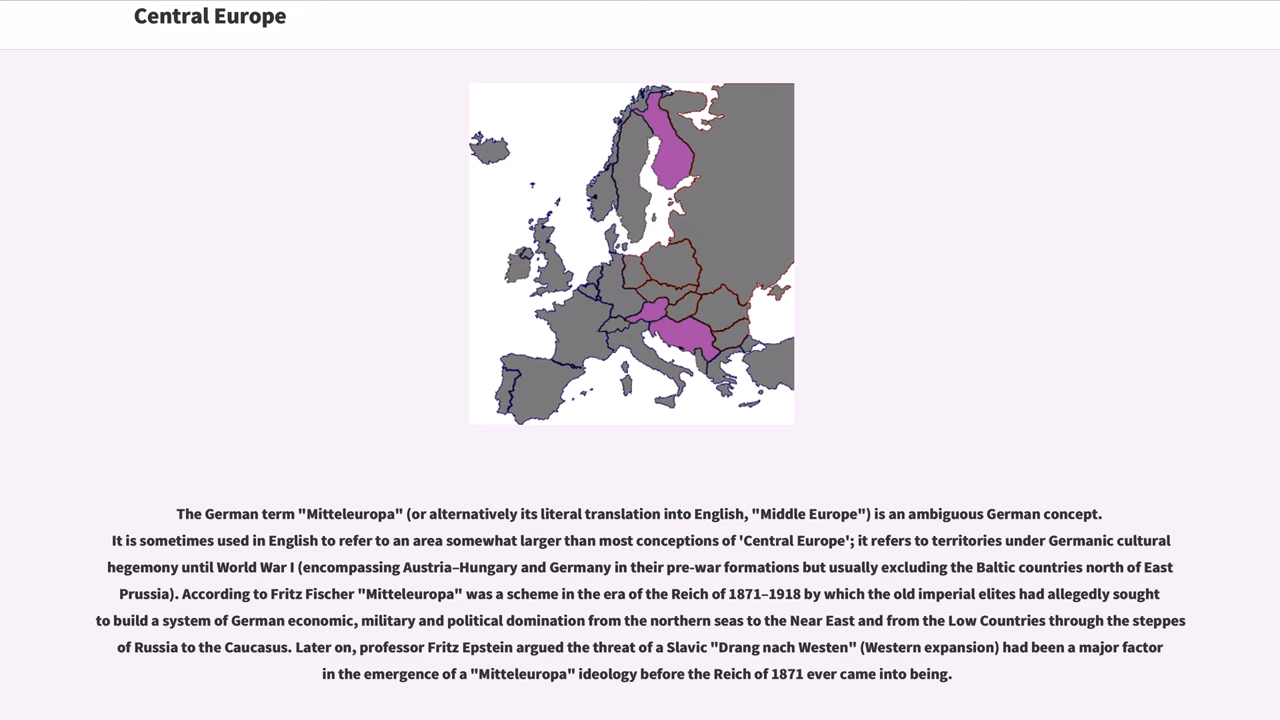 Central Europe
The German term "Mitteleuropa" (or alternatively its literal translation into English, "Middle Europe") is an ambiguous German concept.
It is sometimes used in English to refer to an area somewhat larger than most conceptions of 'Central Europe'; it refers to territories under Germanic cultural
hegemony until World War I (encompassing Austria–Hungary and Germany in their pre-war formations but usually excluding the Baltic countries north of East
Prussia). According to Fritz Fischer "Mitteleuropa" was a scheme in the era of the Reich of 1871–1918 by which the old imperial elites had allegedly sought
to build a system of German economic, military and political domination from the northern seas to the Near East and from the Low Countries through the steppes
of Russia to the Caucasus. Later on, professor Fritz Epstein argued the threat of a Slavic "Drang nach Westen" (Western expansion) had been a major factor
in the emergence of a "Mitteleuropa" ideology before the Reich of 1871 ever came into being.